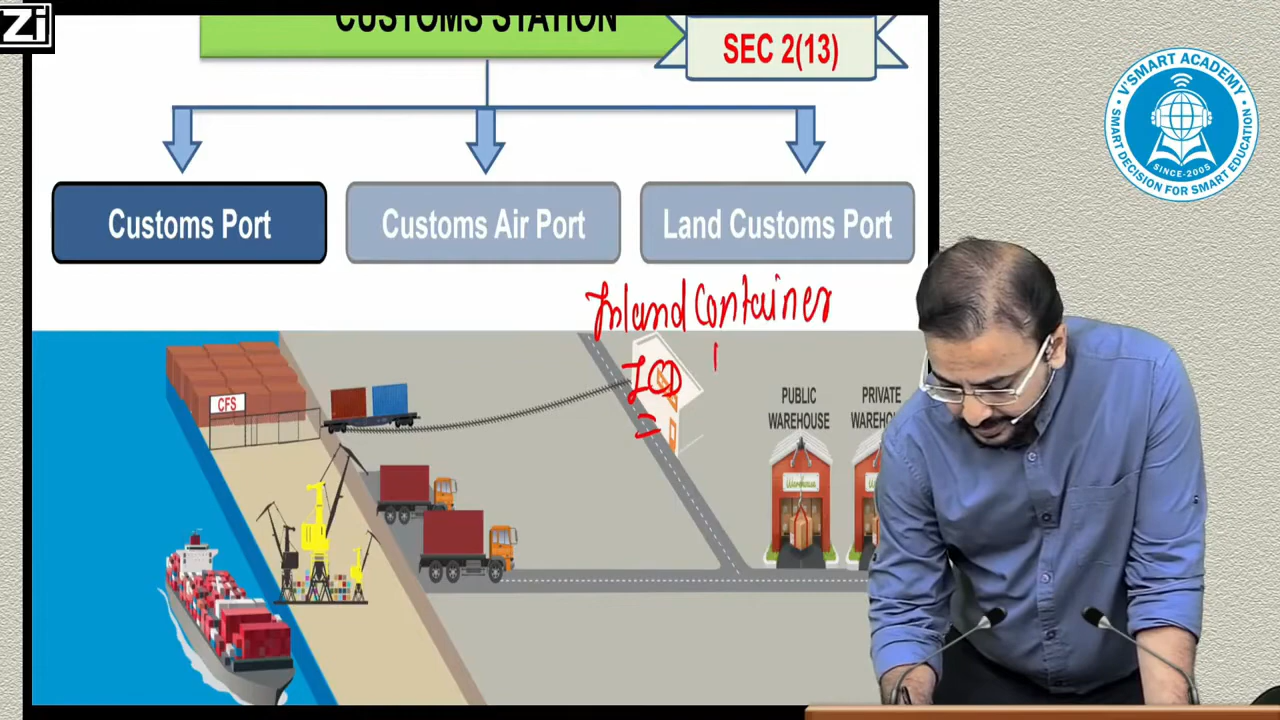 Zi
CUSTOMS STATION
SEC 2(13)
Customs Port
Customs Air Port
Land Customs Port
Inland Container
ICD
CFS
PUBLIC
WAREHOUSE
PRIVATE
Warehouse
V'SMART ACADEMY
SINCE-2005
SMART DECISION FOR SMART EDUCATION